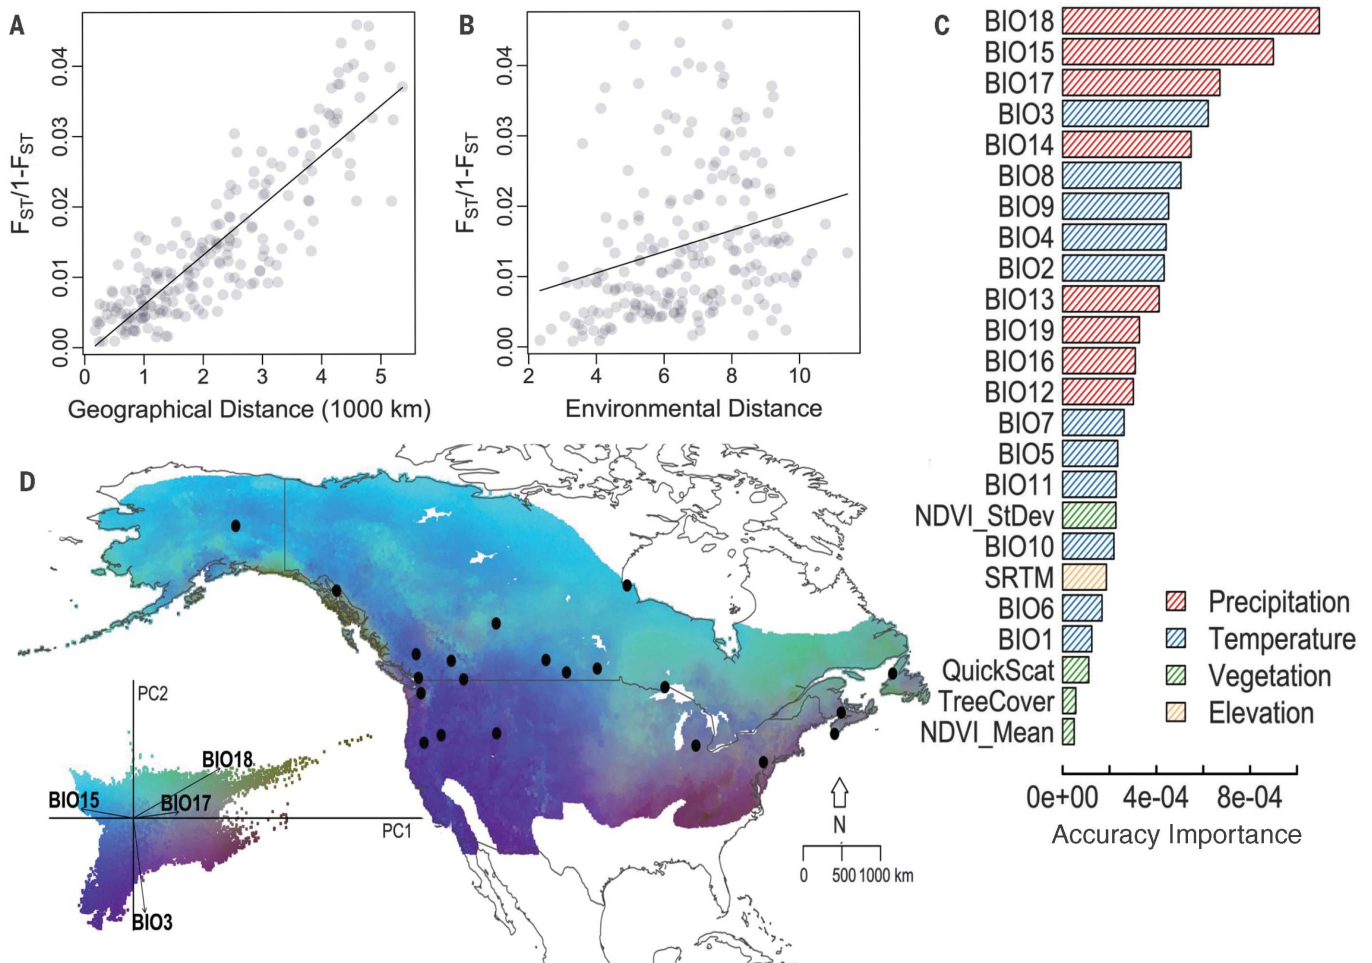 A
0.04
0.03
0.02
0.01
0.00
F_ST/1-F_ST
0 1 2 3 4 5
Geographical Distance (1000 km)
B
0.04
0.03
0.02
0.01
0.00
F_ST/1-F_ST
2 4 6 8 10
Environmental Distance
C
BIO18
BIO15
BIO17
BIO3
BIO14
BIO8
BIO9
BIO4
BIO2
BIO13
BIO19
BIO16
BIO12
BIO7
BIO5
BIO11
NDVI_StDev
BIO10
SRTM
BIO6
BIO1
QuickScat
TreeCover
NDVI_Mean
Precipitation
Temperature
Vegetation
Elevation
0e+00 4e-04 8e-04
Accuracy Importance
D
PC2
BIO18
BIO15
BIO17
PC1
BIO3
N
0 500 1000 km